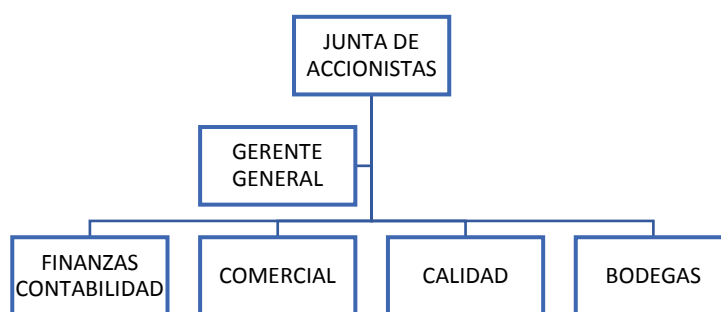 JUNTA DE
ACCIONISTAS
GERENTE
GENERAL
FINANZAS
CONTABILIDAD
COMERCIAL
CALIDAD
BODEGAS